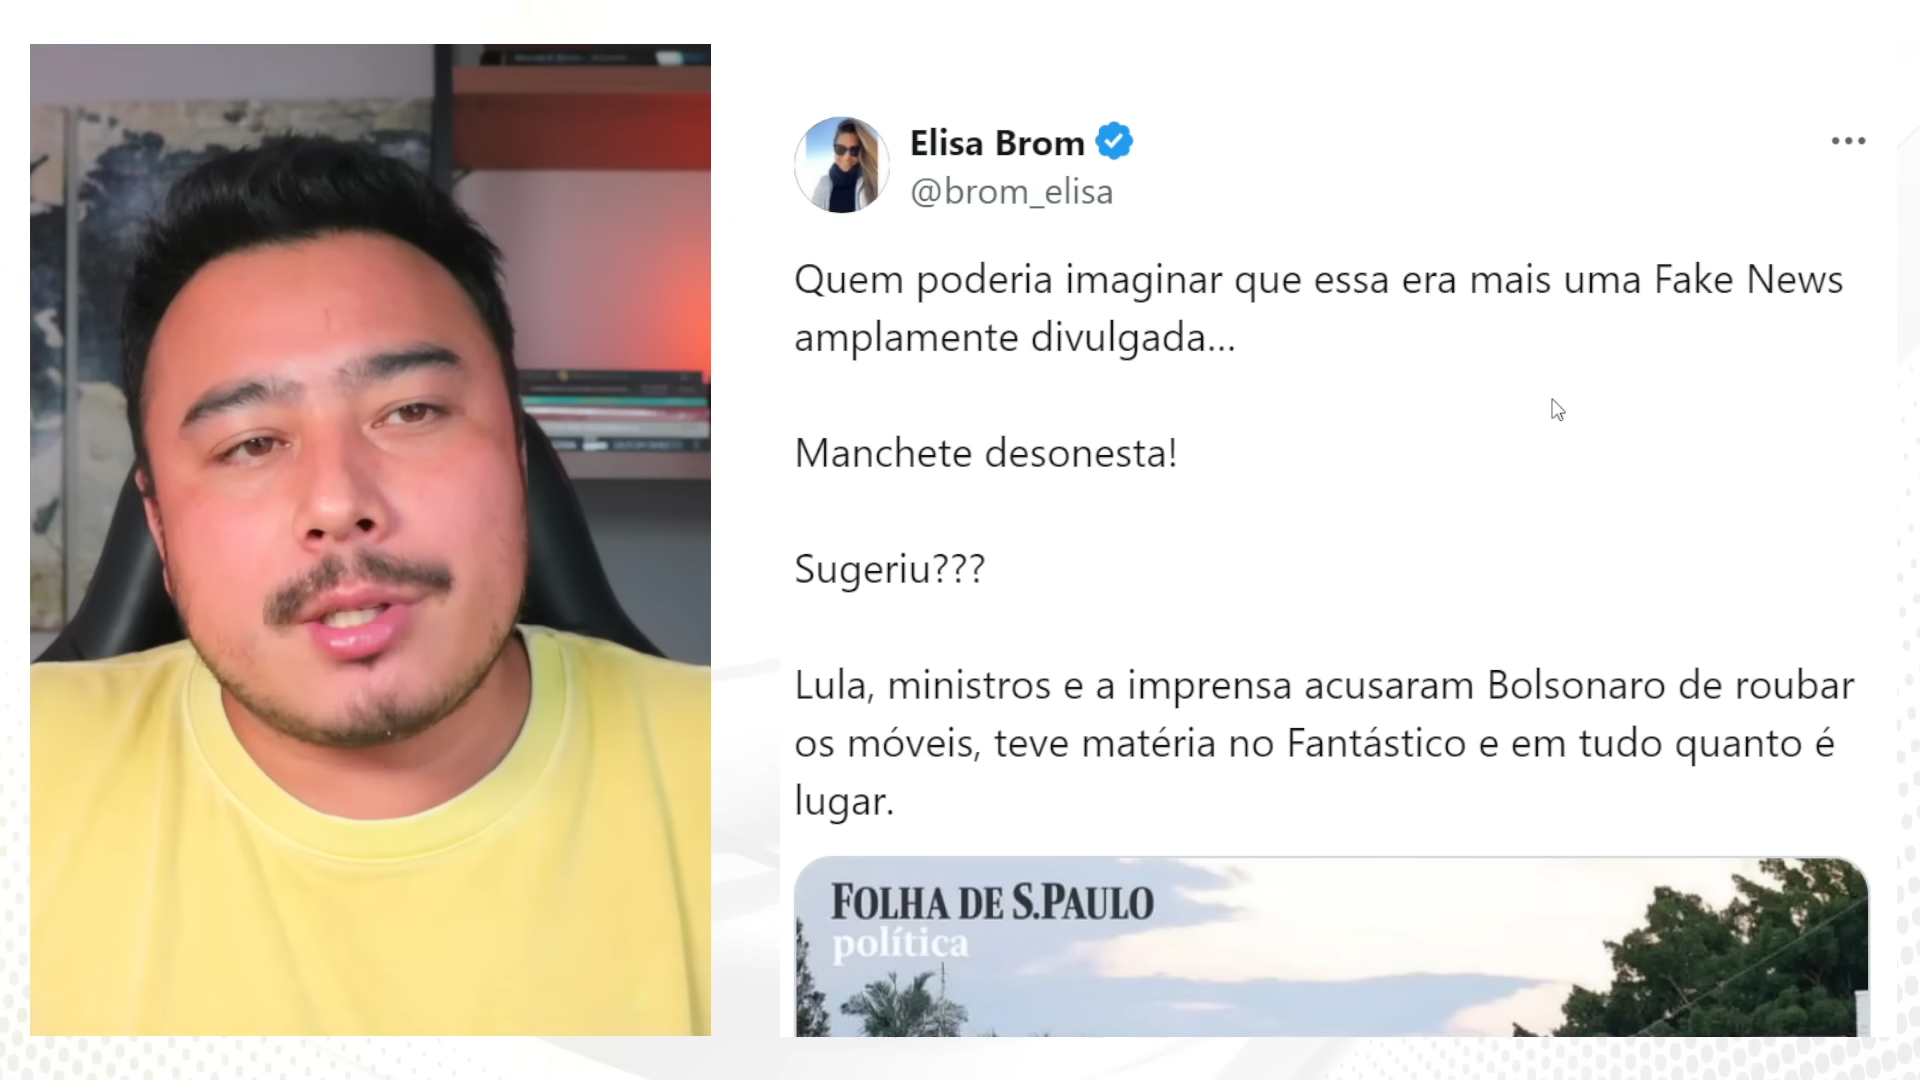 Elisa Brom
@brom_elisa
Quem poderia imaginar que essa era mais uma Fake News
amplamente divulgada...
Manchete desonesta!
Sugeriu???
Lula, ministros e a imprensa acusaram Bolsonaro de roubar
os móveis, teve matéria no Fantástico e em tudo quanto é
lugar.
FOLHA DE S.PAULO
política